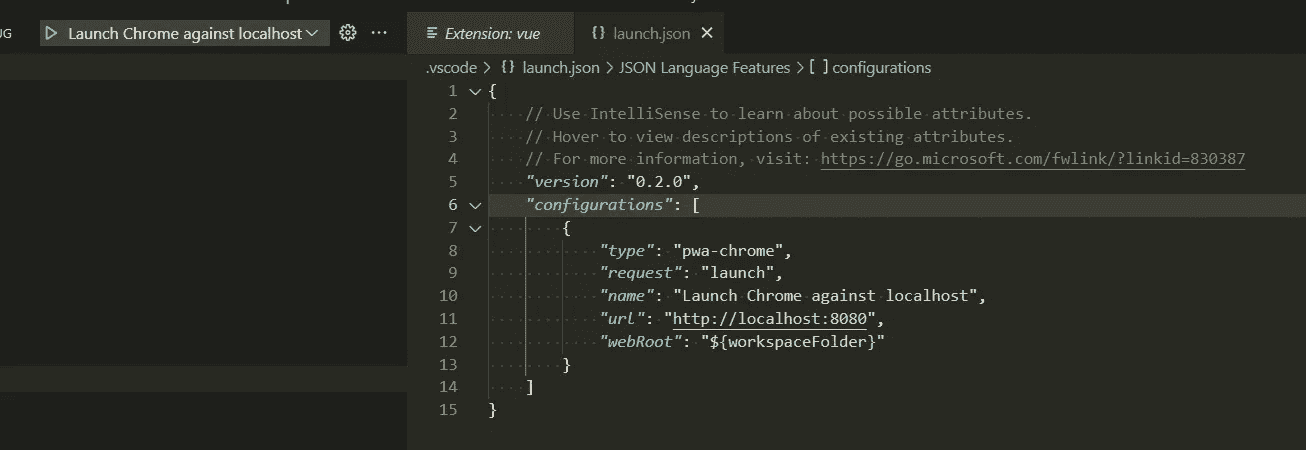 UG
Launch Chrome against localhost
Extension: vue
{} launch.json
.vscode > {} launch.json > JSON Language Features > [ ] configurations
1 {
2 // Use IntelliSense to learn about possible attributes.
3 // Hover to view descriptions of existing attributes.
4 // For more information, visit: https://go.microsoft.com/fwlink/?linkid=830387
5 "version": "0.2.0",
6 "configurations": [
7 {
8 "type": "pwa-chrome",
9 "request": "launch",
10 "name": "Launch Chrome against localhost",
11 "url": "http://localhost:8080",
12 "webRoot": "${workspaceFolder}"
13 }
14 ]
15 }